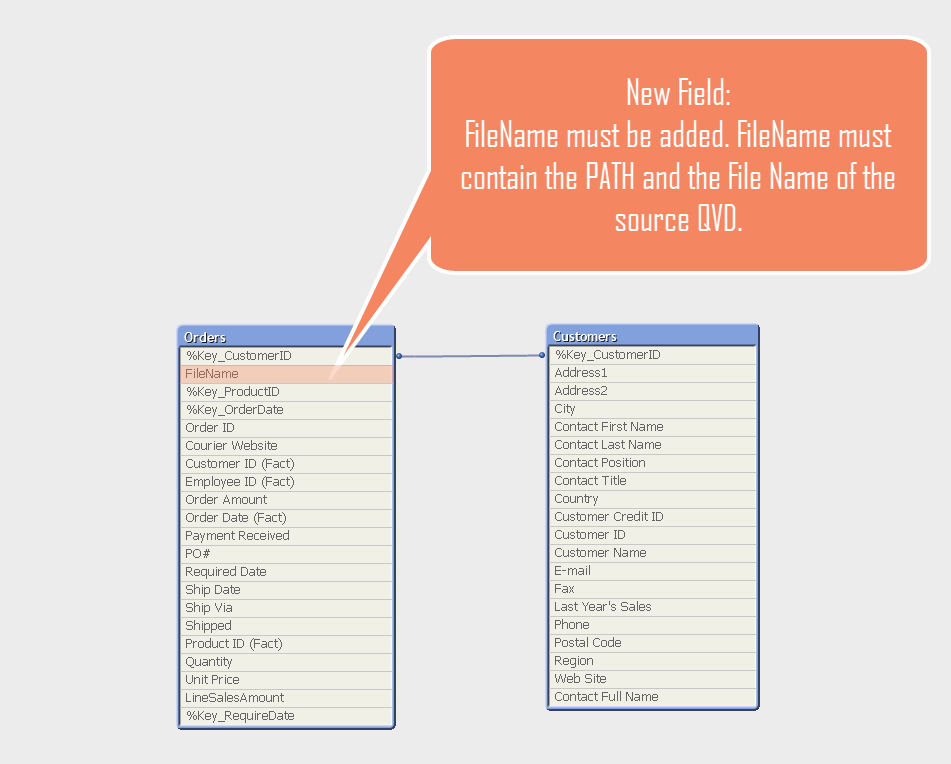 New Field:
FileName must be added. FileName must
contain the PATH and the File Name of the
source QVD.
Orders
%Key_CustomerID
FileName
%Key_ProductID
%Key_OrderDate
Order ID
Courier Website
Customer ID (Fact)
Employee ID (Fact)
Order Amount
Order Date (Fact)
Payment Received
PO#
Required Date
Ship Date
Ship Via
Shipped
Product ID (Fact)
Quantity
Unit Price
LineSalesAmount
%Key_RequireDate
Customers
%Key_CustomerID
Address1
Address2
City
Contact First Name
Contact Last Name
Contact Position
Contact Title
Country
Customer Credit ID
Customer ID
Customer Name
E-mail
Fax
Last Year's Sales
Phone
Postal Code
Region
Web Site
Contact Full Name